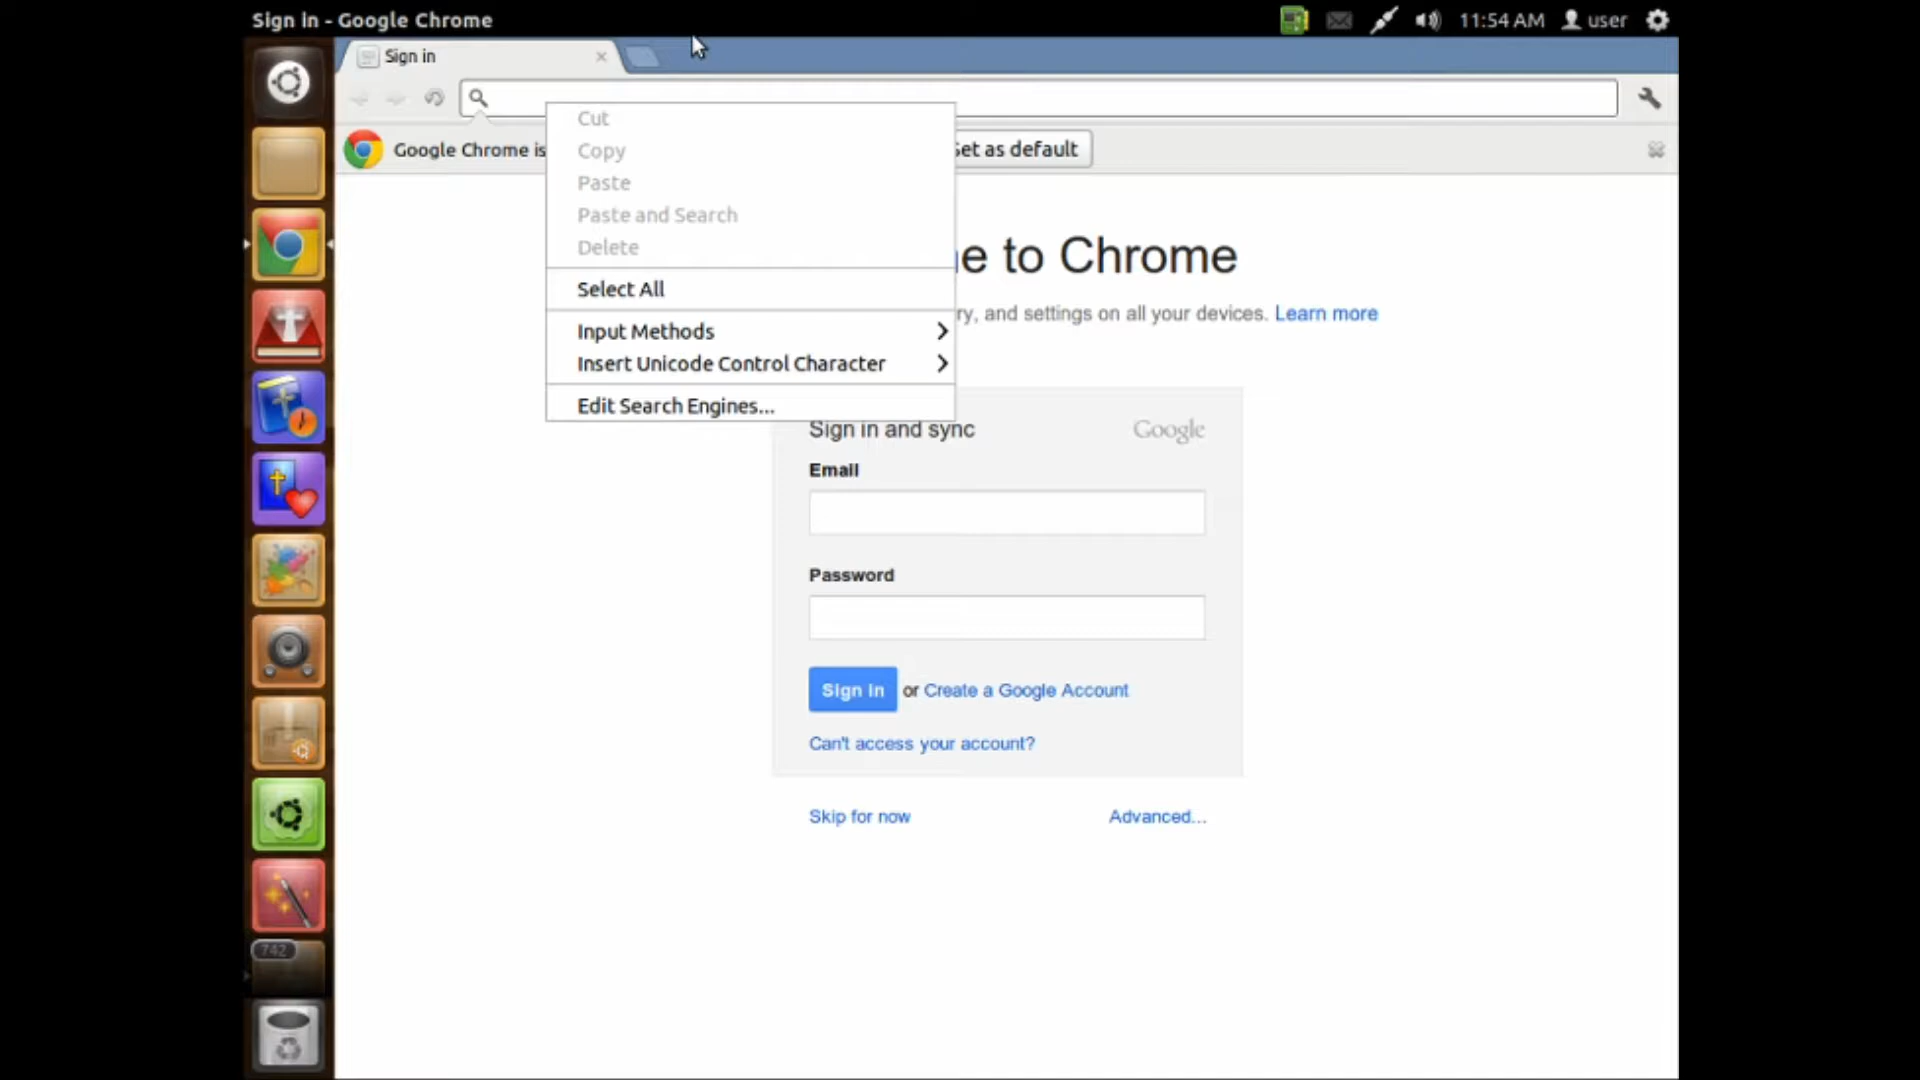 Sign in - Google Chrome
11:54 AM
user
Sign in
Cut
Google Chrome is
Copy
Set as default
Paste
Paste and Search
Delete
e to Chrome
Select All
ry, and settings on all your devices. Learn more
Input Methods
Insert Unicode Control Character
Edit Search Engines...
Sign in and sync
Google
Email
Password
Sign in or Create a Google Account
Can't access your account?
Skip for now
Advanced...
742